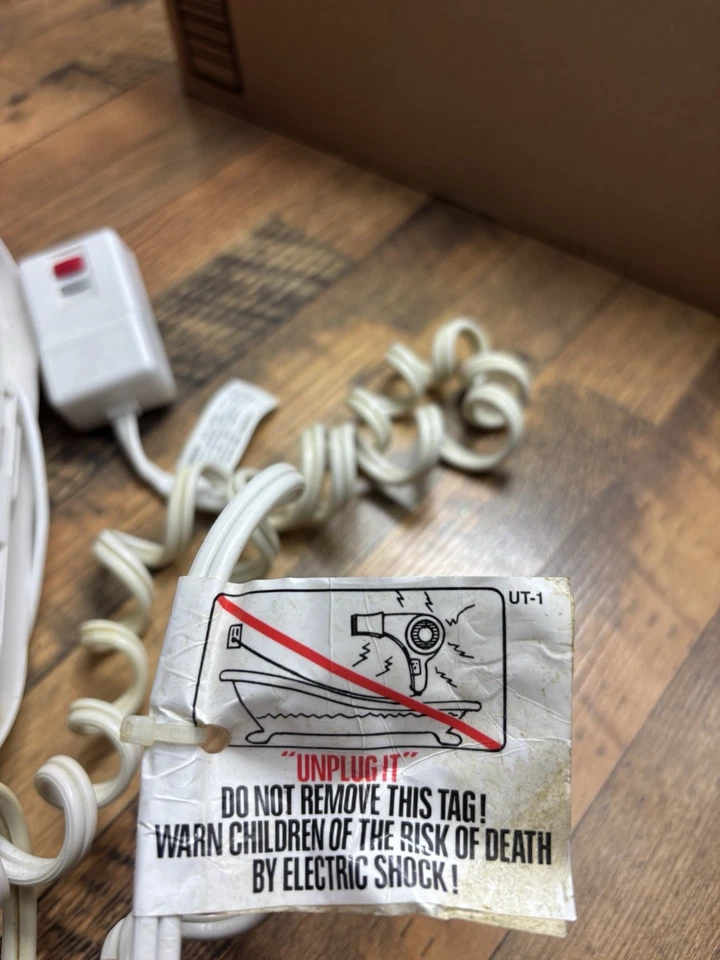 UT-1
"UNPLUG IT"
DO NOT REMOVE THIS TAG!
WARN CHILDREN OF THE RISK OF DEATH
BY ELECTRIC SHOCK!